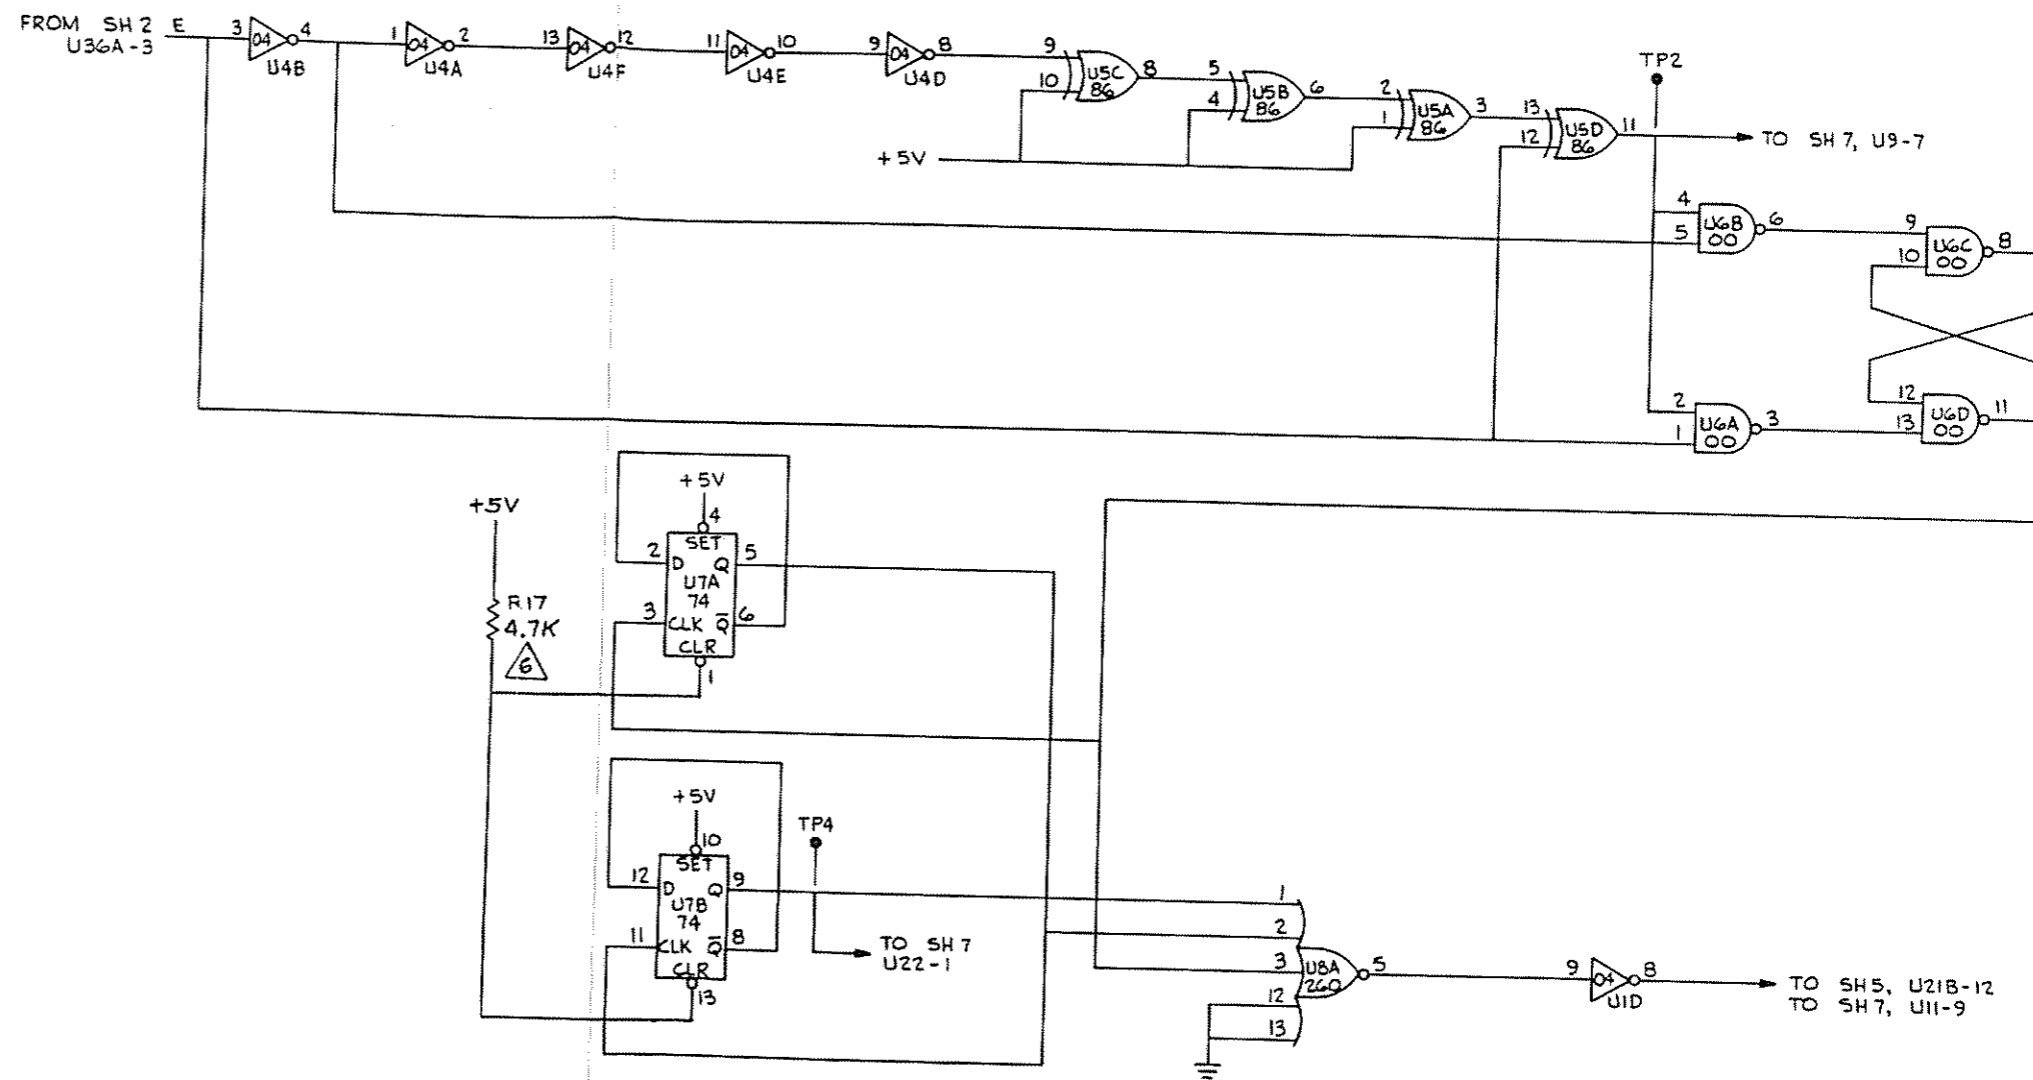 FROM SH 2 E
U36A-3
3 04 4
U4B
1 04 2
U4A
13 04 12
U4F
11 04 10
U4E
9 04 8
U4D
9
10
U5C
86
8
5
4
U5B
86
6
2
1
U5A
86
3
13
12
U5D
86
11
TP2
TO SH 7, U9-7
+5V
4
5
U6B
00
6
9
10
U6C
00
8
2
1
U6A
00
3
12
13
U6D
00
11
+5V
R17
4.7K
6
+5V
4
SET
2 D Q 5
U7A
74
3 CLK Q̅ 6
CLR
1
+5V
10
SET
12 D Q 9
U7B
74
11 CLK Q̅ 8
CLR
13
TP4
TO SH 7
U22-1
1
2
3
12
13
U8A
260
5
9 04 8
U1D
TO SH5, U21B-12
TO SH7, U11-9